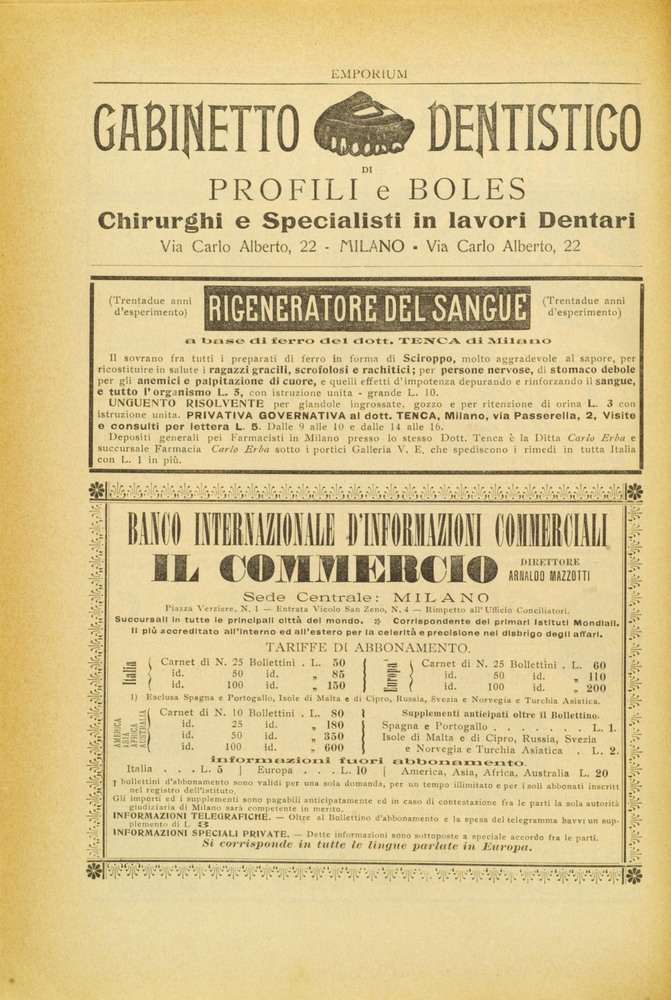 EMPORIUM
GABINETTO DENTISTICO
DI
PROFILI e BOLES
Chirurghi e Specialisti in lavori Dentari
Via Carlo Alberto, 22 - MILANO - Via Carlo Alberto, 22
(Trentadue anni d'esperimento) RIGENERATORE DEL SANGUE (Trentadue anni d'esperimento)
a base di ferro del dott. TENCA di Milano
Il sovrano fra tutti i preparati di ferro in forma di Sciroppo, molto aggradevole al sapore, per
ricostituire in salute i ragazzi gracili, scrofolosi e rachitici; per persone nervose, di stomaco debole
per gli anemici e palpitazione di cuore, e quelli effetti d'impotenza depurando e rinforzando il sangue,
e tutto l'organismo L. 5, con istruzione unita - grande L. 10.
UNGUENTO RISOLVENTE per glandole ingrossate, gozzo e per ritenzione di orina L. 3 con
istruzione unita. PRIVATIVA GOVERNATIVA al dott. TENCA, Milano, via Passerella, 2, Visite
e consulti per lettera L. 5. Dalle 9 alle 10 e dalle 14 alle 16.
Depositi generali pei Farmacisti in Milano presso lo stesso Dott. Tenca è la Ditta Carlo Erba e
succursale Farmacia Carlo Erba sotto i portici Galleria V. E, che spediscono i rimedi in tutta Italia
con L. 1 in più.
BANCO INTERNAZIONALE D'INFORMAZIONI COMMERCIALI
IL COMMERCIO DIRETTORE ARNALDO MAZZOTTI
Sede Centrale: MILANO
Piazza Verziere, N. 1 — Entrata Vicolo San Zeno, N. 4 — Rimpetto all'Ufficio Conciliatori.
Succursali in tutte le principali città del mondo. Corrispondente dei primari Istituti Mondiali.
Il più accreditato all'interno ed all'estero per la celerità e precisione nel disbrigo degli affari.
TARIFFE DI ABBONAMENTO.
Italia
Carnet di N. 25 Bollettini . L. 50
id. 50 id. „ 85
id. 100 id. „ 150
Europa
Carnet di N. 25 Bollettini . L. 60
id. 50 id. „ 110
id. 100 id. „ 200
1) Esclusa Spagna e Portogallo, Isole di Malta e di Cipro, Russia, Svezia e Norvegia e Turchia Asiatica.
AMERICA ASIA AFRICA AUSTRALIA
Carnet di N. 10 Bollettini . L. 80
id. 25 id. „ 180
id. 50 id. „ 350
id. 100 id. „ 600
Supplementi anticipati oltre il Bollettino.
Spagna e Portogallo . . . . . . . L. 1.
Isole di Malta e di Cipro, Russia, Svezia
e Norvegia e Turchia Asiatica . L. 2.
informazioni fuori abbonamento.
Italia . . . L. 5 | Europa . . . L. 10 | America, Asia, Africa, Australia L. 20
I bollettini d'abbonamento sono validi per una sola domanda, per un tempo illimitato e per i soli abbonati inscritti
nel registro dell'istituto.
Gli importi ed i supplementi sono pagabili anticipatamente ed in caso di contestazione fra le parti la sola autorità
giudiziaria di Milano sarà competente in merito.
INFORMAZIONI TELEGRAFICHE. — Oltre al Bollettino d'abbonamento e la spesa del telegramma havvi un sup-
plemento di L. 3
INFORMAZIONI SPECIALI PRIVATE. — Dette informazioni sono sottoposte a speciale accordo fra le parti.
Si corrisponde in tutte le lingue parlate in Europa.